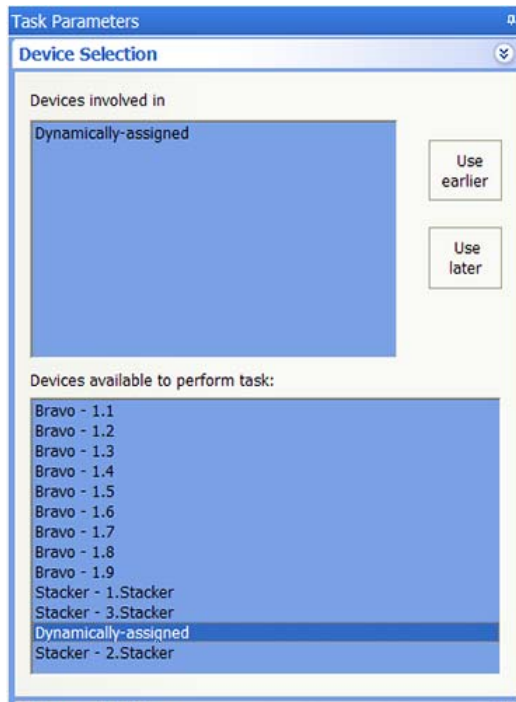 Task Parameters
Device Selection
Devices involved in
Dynamically-assigned
Use
earlier
Use
later
Devices available to perform task:
Bravo - 1.1
Bravo - 1.2
Bravo - 1.3
Bravo - 1.4
Bravo - 1.5
Bravo - 1.6
Bravo - 1.7
Bravo - 1.8
Bravo - 1.9
Stacker - 1.Stacker
Stacker - 3.Stacker
Dynamically-assigned
Stacker - 2.Stacker